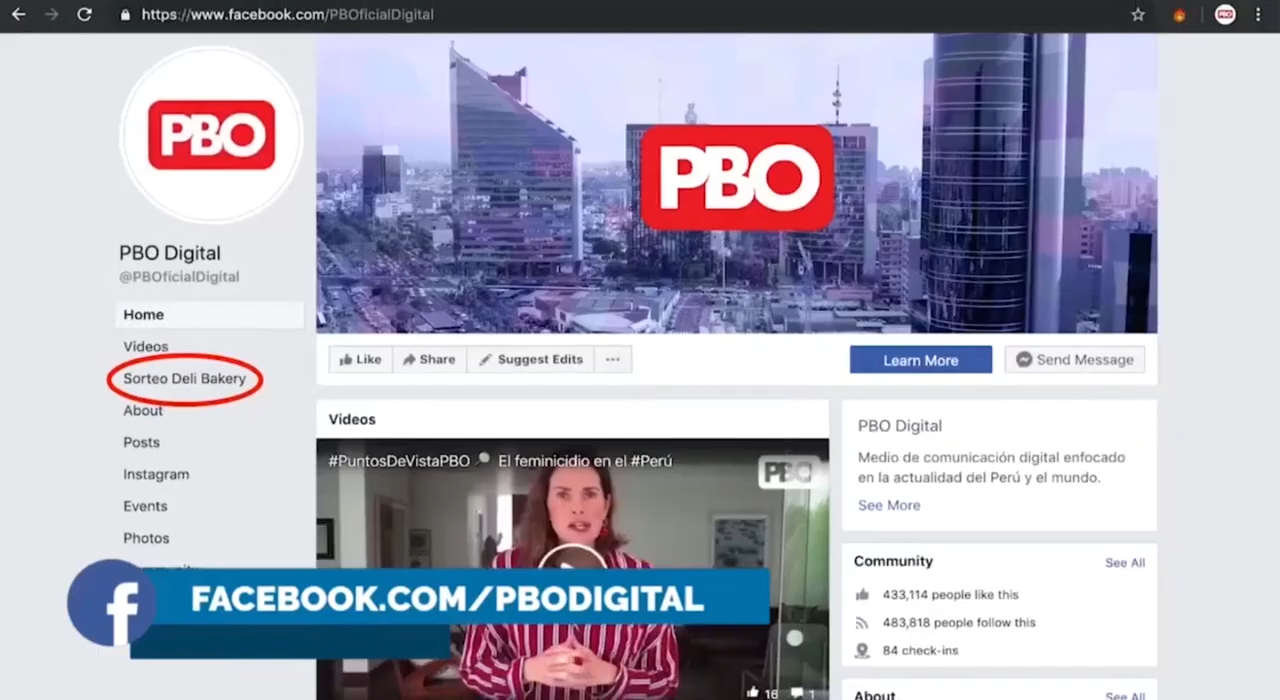 https://www.facebook.com/PBOficialDigital
PBO
PBO
PBO
PBO Digital
@PBOficialDigital
Home
Videos
Sorteo Deli Bakery
About
Posts
Instagram
Events
Photos
Like
Share
Suggest Edits
Learn More
Send Message
Videos
#PuntosDeVistaPBO El feminicidio en el #Perú
PBO
18
1
FACEBOOK.COM/PBODIGITAL
PBO Digital
Medio de comunicación digital enfocado
en la actualidad del Perú y el mundo.
See More
Community
See All
433,114 people like this
483,818 people follow this
84 check-ins
About
See All